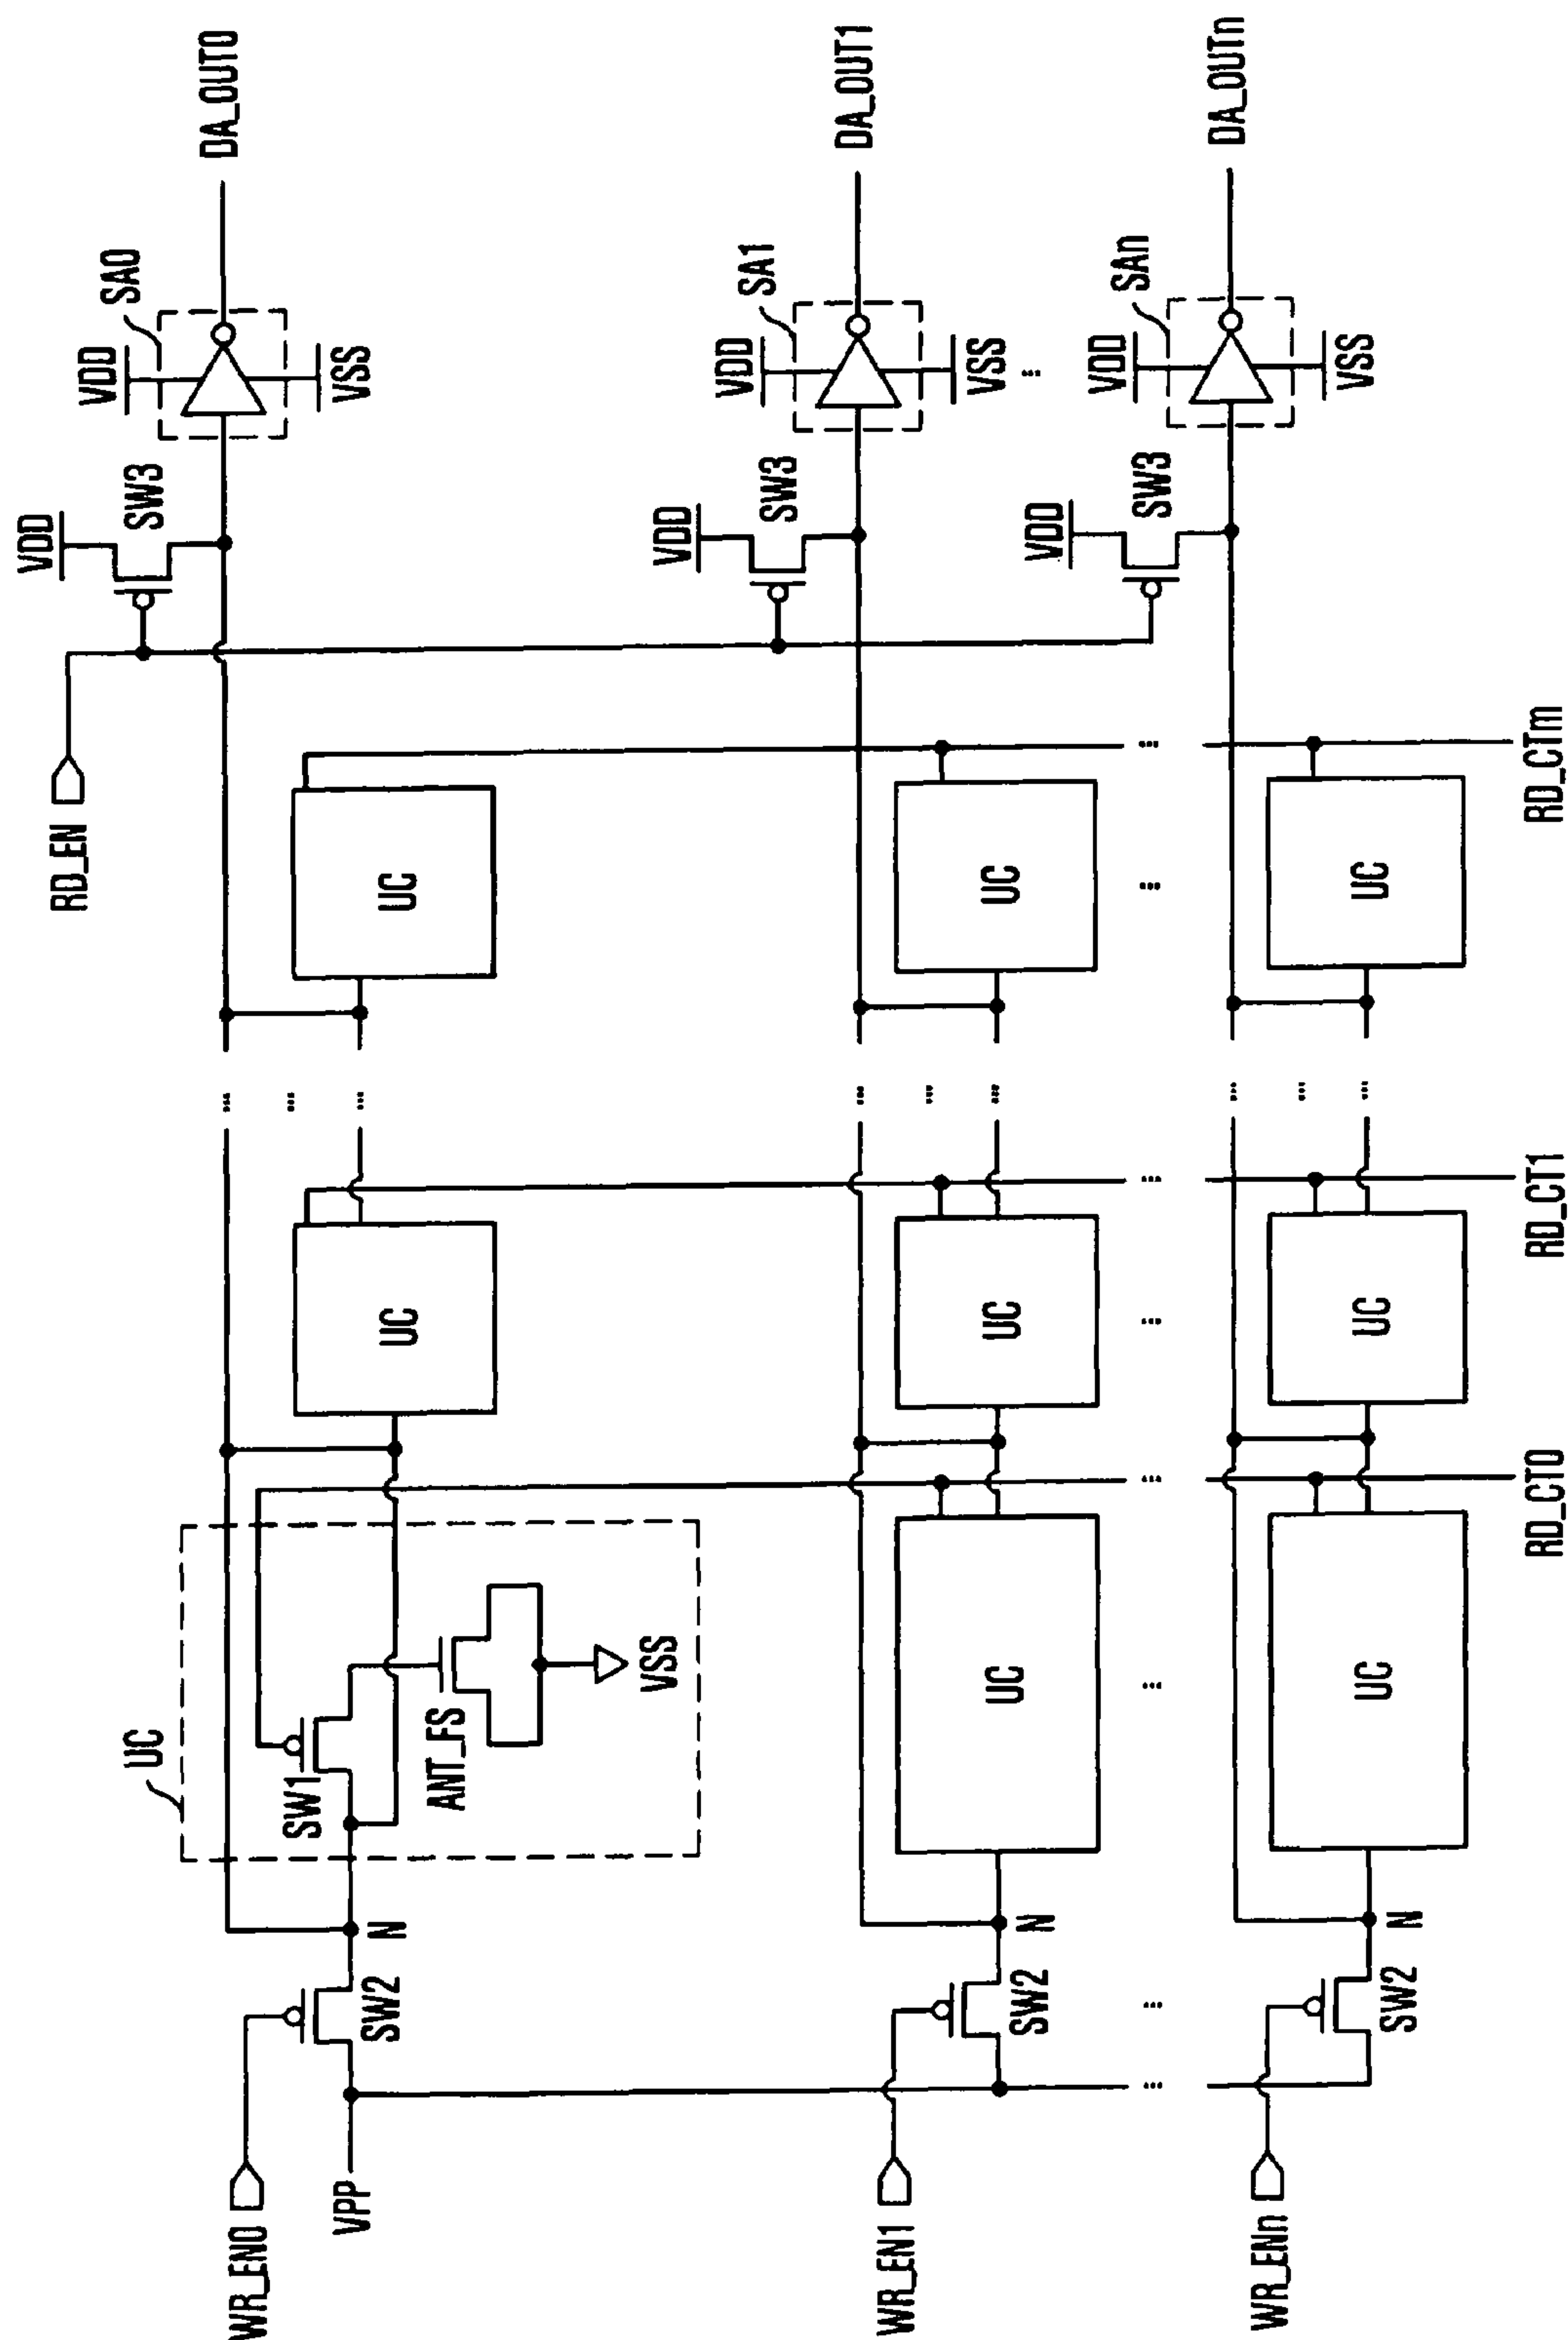 VDD
SW3
VDD
SA0
VSS
DA_OUT0
RD_EN
UC
UC
UC
SW1
ANT_FS
VSS
N
SW2
WR_EN0
VPP
VDD
SW3
VDD
SA1
VSS
DA_OUT1
...
UC
UC
UC
N
SW2
WR_EN1
VDD
SW3
VDD
SAn
VSS
DA_OUTn
UC
UC
UC
N
SW2
WR_ENn
RD_CT0
RD_CT1
RD_CTm